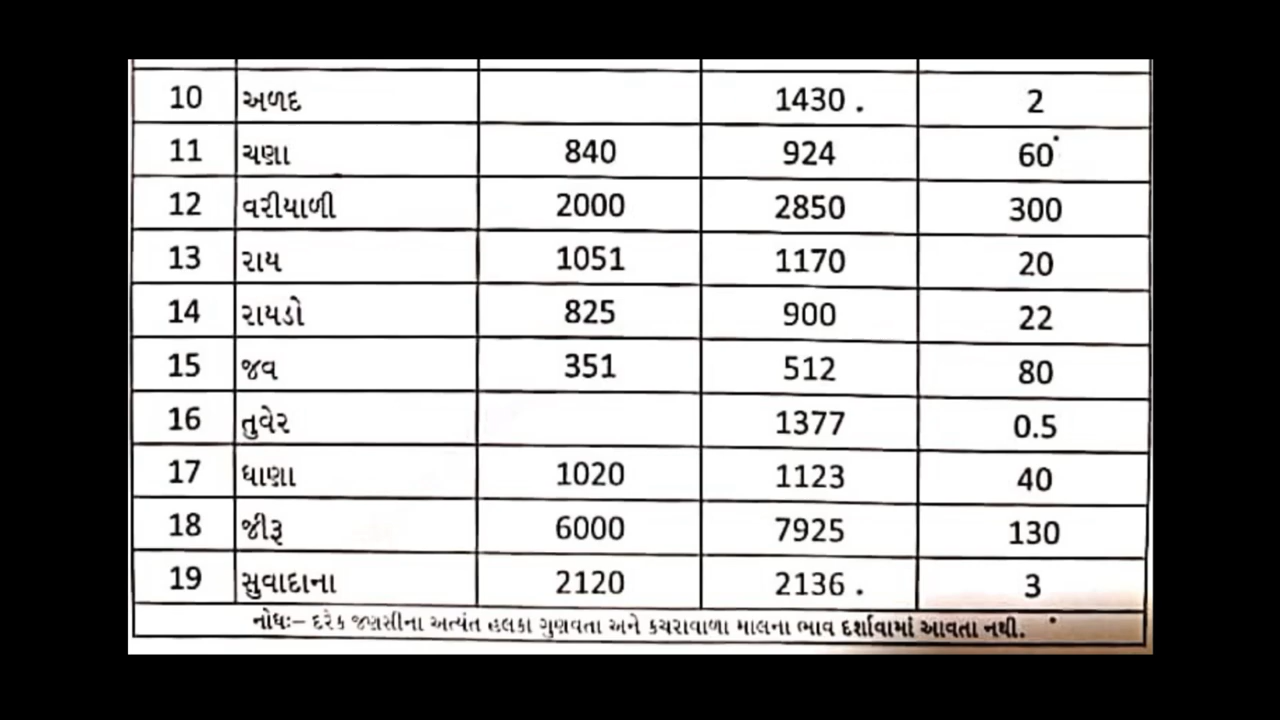 10 અળદ 1430 . 2
11 ચણા 840 924 60
12 વરીયાળી 2000 2850 300
13 રાય 1051 1170 20
14 રાયડો 825 900 22
15 જવ 351 512 80
16 તુવેર 1377 0.5
17 ધાણા 1020 1123 40
18 જીરૂ 6000 7925 130
19 સુવાદાના 2120 2136 . 3
નોધઃ– દરેક જણસીના અત્યંત હલકા ગુણવતા અને કચરાવાળા માલના ભાવ દર્શાવામાં આવતા નથી.